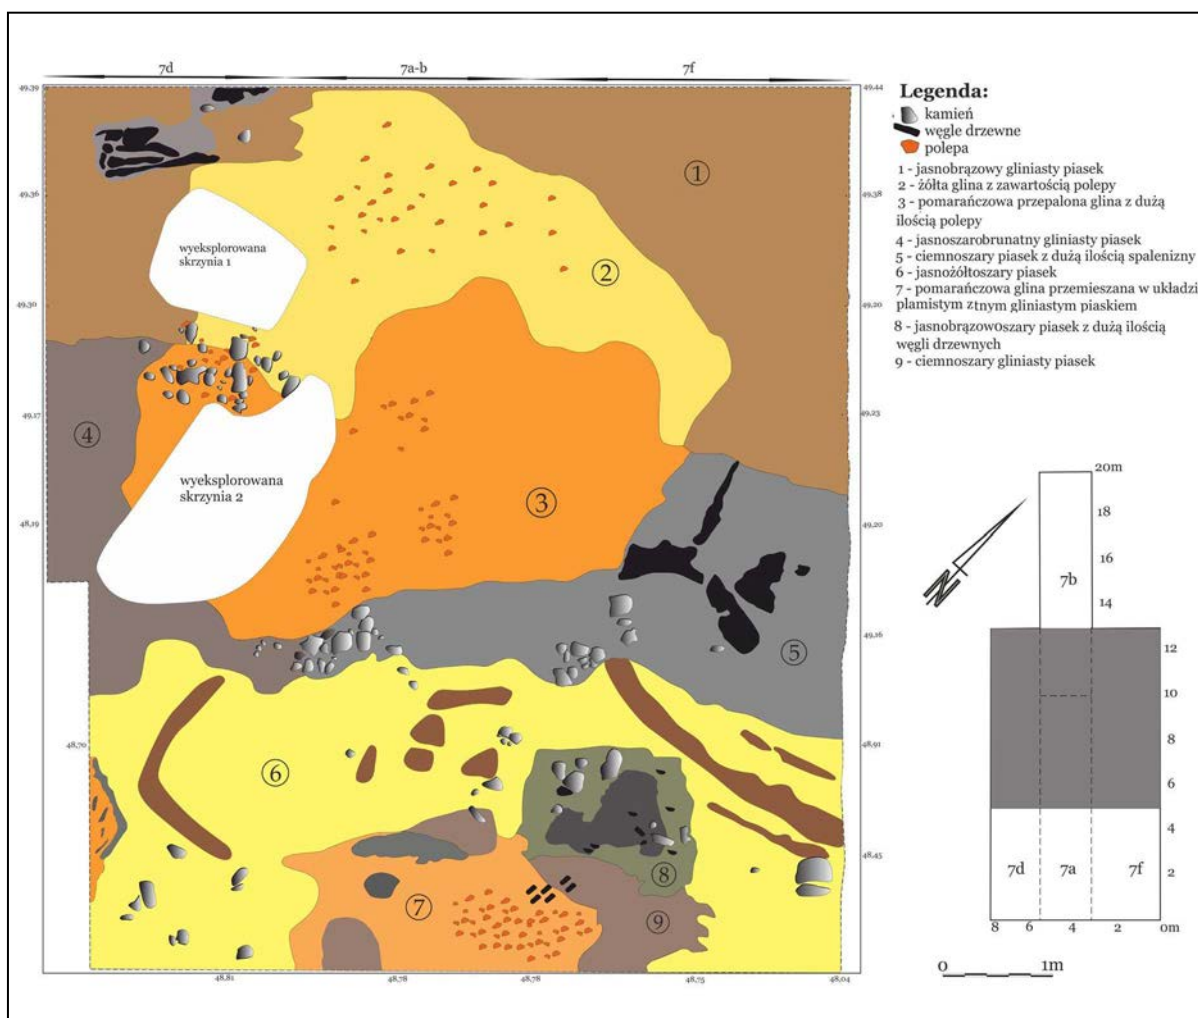 7d 7a-b 7f
49.39 49.44
49.36 49.38
49.30 49.20
49.17 49.23
48.19 49.20
49.16
48.70 48.91
48.45
48.81 48.78 48.78 48.75 48.04
wyeksplorowana
skrzynia 1
wyeksplorowana
skrzynia 2
1
2
3
4
5
6
7
8
9
Legenda:
kamień
węgle drzewne
polepa
1 - jasnobrązowy gliniasty piasek
2 - żółta glina z zawartością polepy
3 - pomarańczowa przepalona glina z dużą
ilością polepy
4 - jasnoszarobrunatny gliniasty piasek
5 - ciemnoszary piasek z dużą ilością spalenizny
6 - jasnożółtoszary piasek
7 - pomarańczowa glina przemieszana w układzi
plamistym z tnym gliniastym piaskiem
8 - jasnobrązowoszary piasek z dużą ilością
węgli drzewnych
9 - ciemnoszary gliniasty piasek
N
20m
18
16
7b
14
12
10
8
6
4
7d 7a 7f
2
8 6 4 2 0m
0 1m